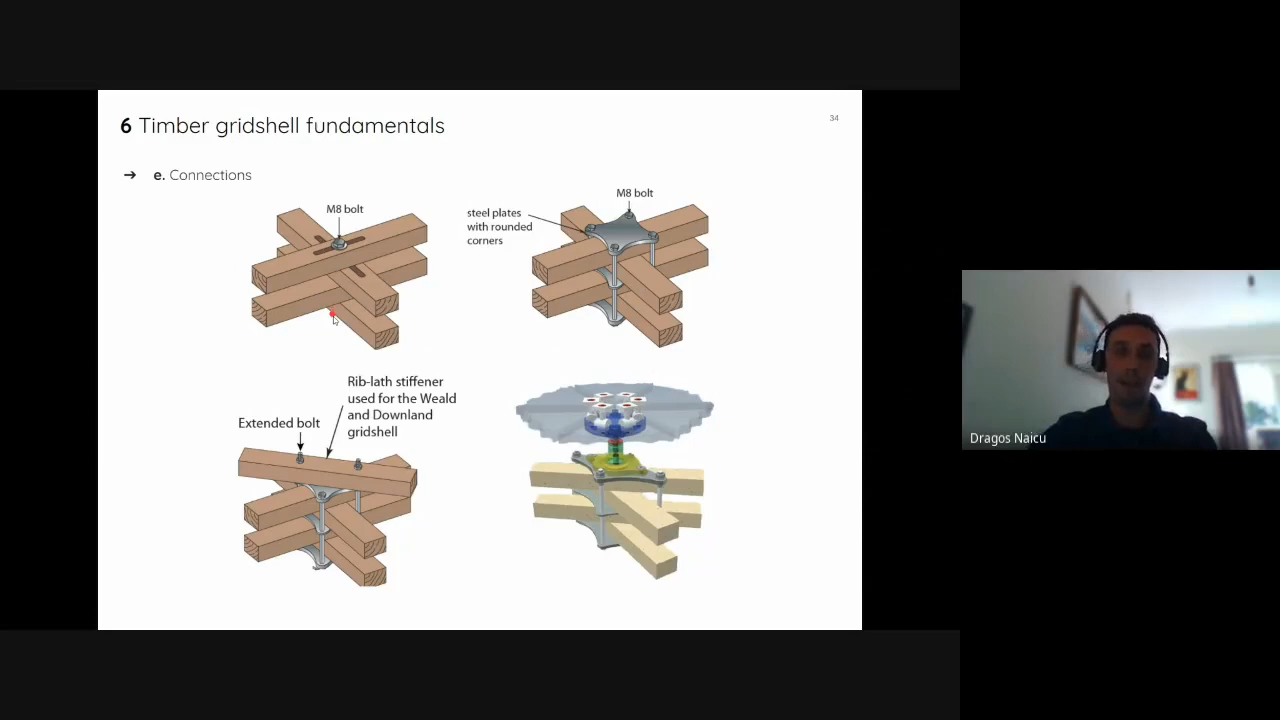 6 Timber gridshell fundamentals
34
➔ e. Connections
M8 bolt
M8 bolt
steel plates
with rounded
corners
Rib-lath stiffener
used for the Weald
and Downland
gridshell
Extended bolt
Dragos Naicu